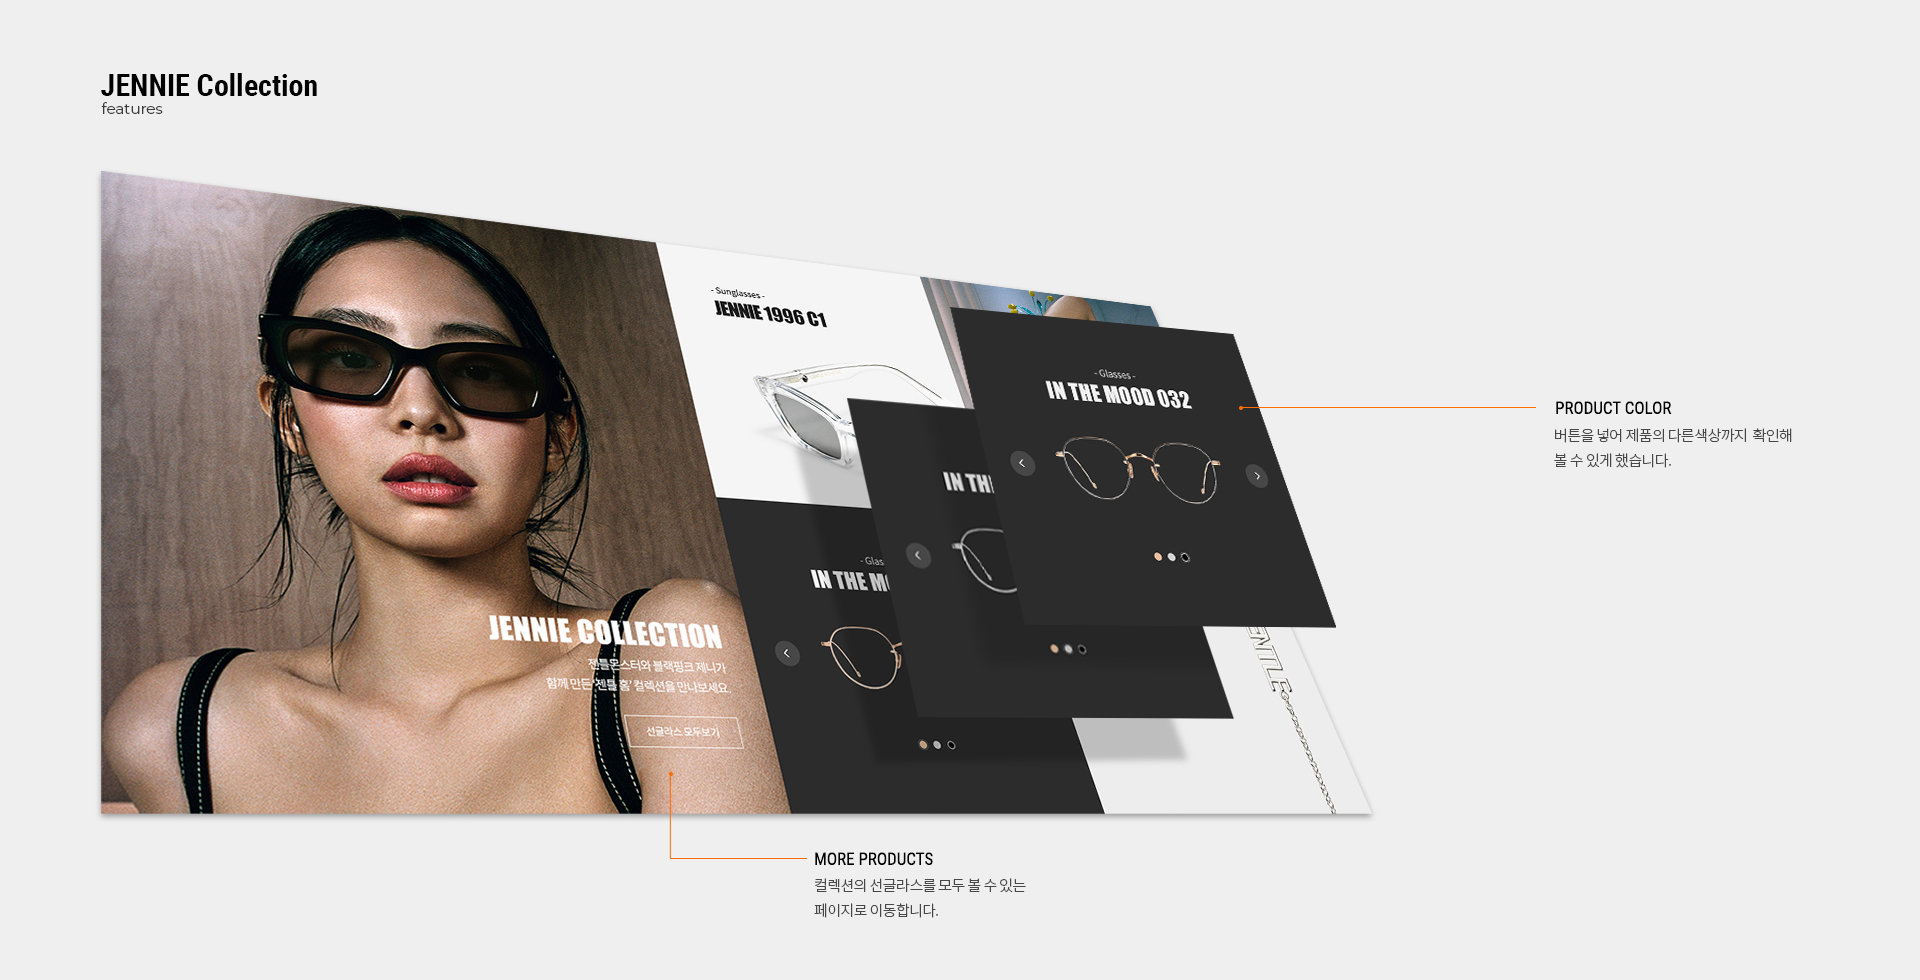 JENNIE Collection
features
- Sunglasses -
JENNIE 1996 C1
- Glasses -
IN THE MOOD 032
IN TH
- Glas
IN THE MO
JENNIE COLLECTION
젠틀몬스터와 블랙핑크 제니가
함께 만든 '젠틀 홈' 컬렉션을 만나보세요.
선글라스 모두보기
ENTLE
PRODUCT COLOR
버튼을 넣어 제품의 다른색상까지 확인해
볼 수 있게 했습니다.
MORE PRODUCTS
컬렉션의 선글라스를 모두 볼 수 있는
페이지로 이동합니다.